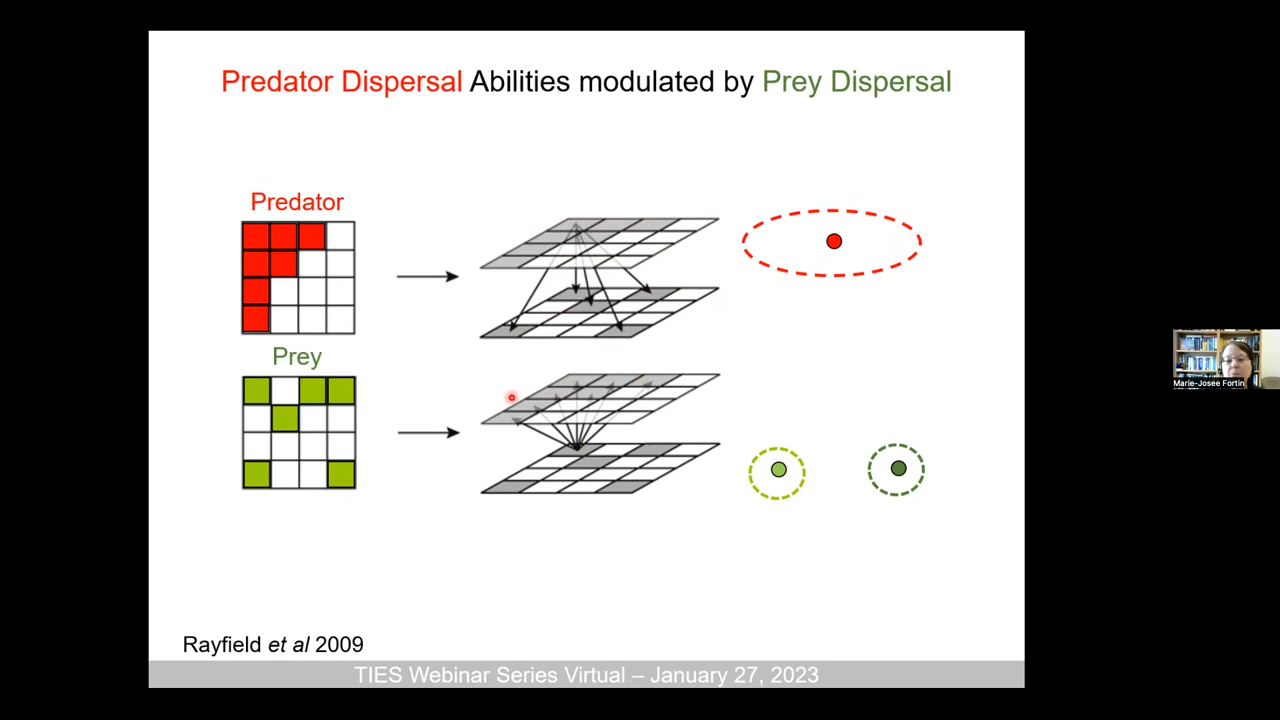 Predator Dispersal Abilities modulated by Prey Dispersal
Predator
Prey
Marie-Josee Fortin
Rayfield et al 2009
TIES Webinar Series Virtual – January 27, 2023